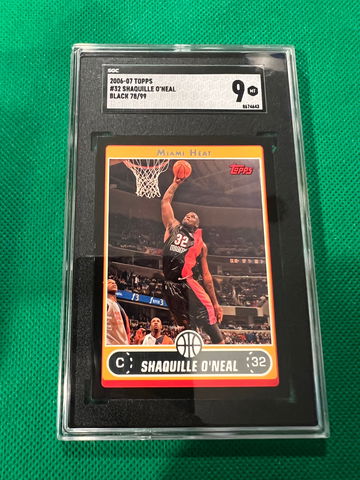 SGC
2006-07 TOPPS
#32 SHAQUILLE O'NEAL
BLACK 78/99
9 MT
8674643
MIAMI HEAT
Topps
32
C
SHAQUILLE O'NEAL
32